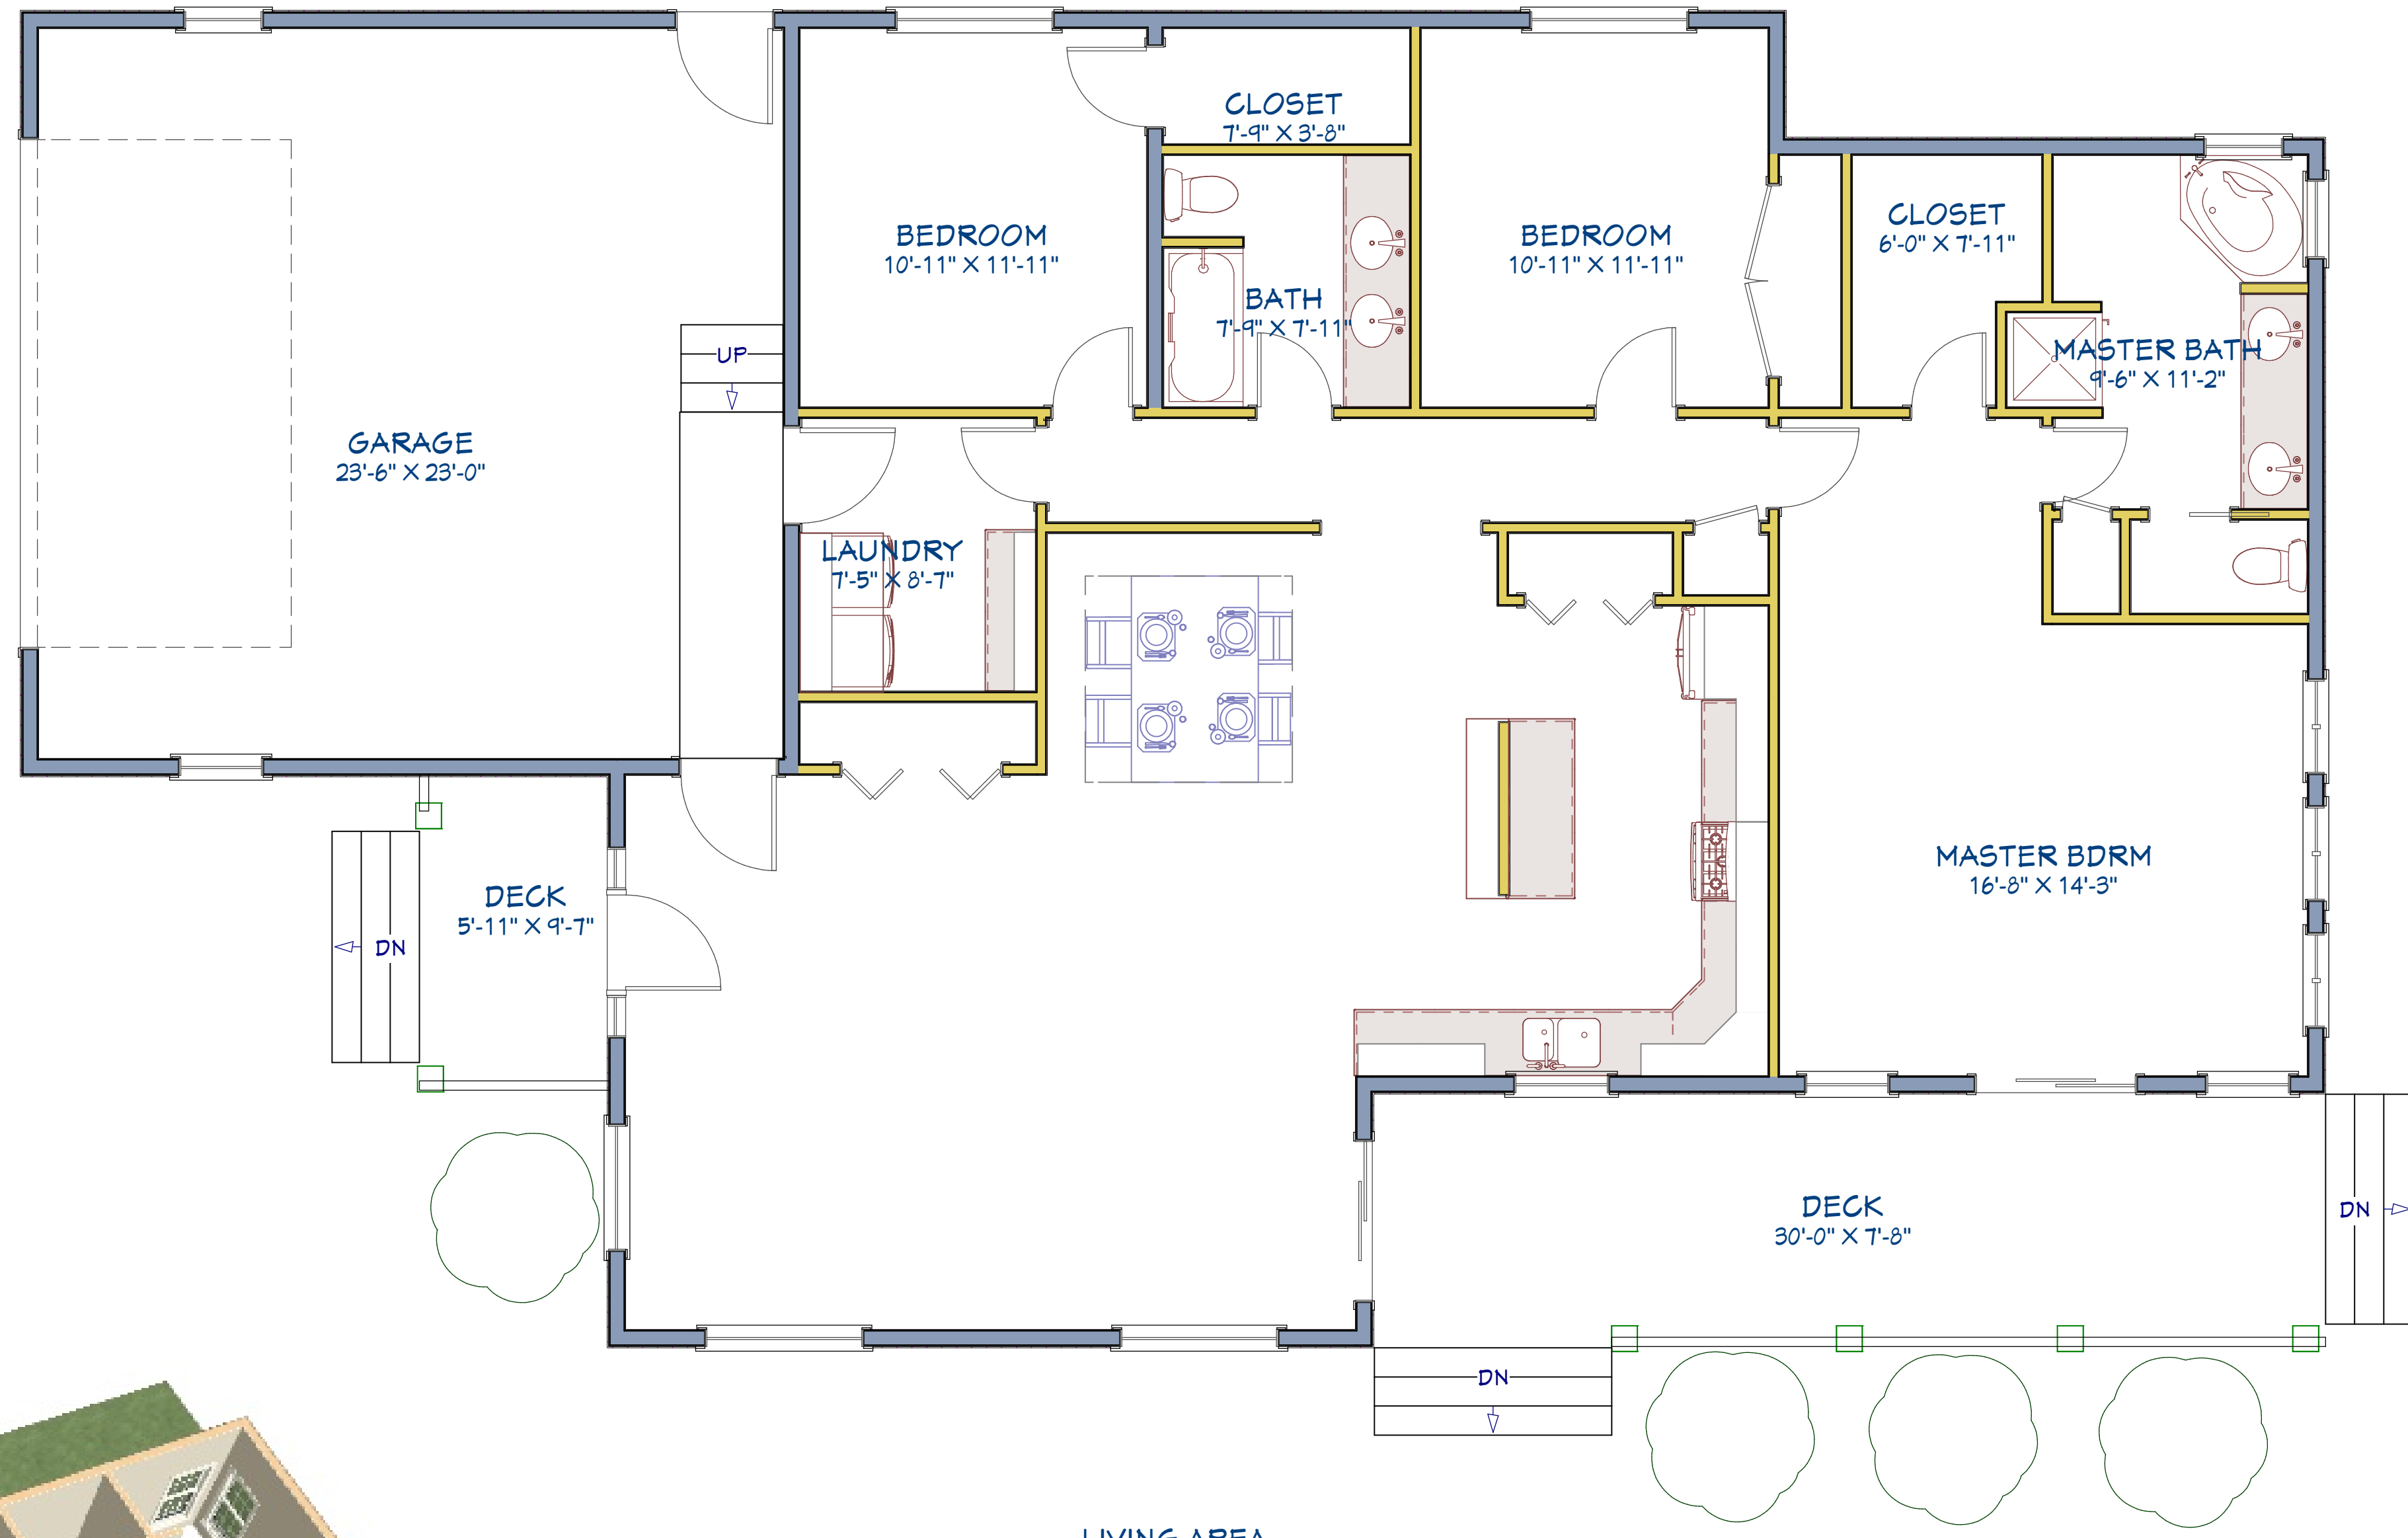 CLOSET
7'-9" X 3'-8"
BEDROOM
10'-11" X 11'-11"
BATH
7'-9" X 7'-11"
BEDROOM
10'-11" X 11'-11"
CLOSET
6'-0" X 7'-11"
MASTER BATH
9'-6" X 11'-2"
UP
GARAGE
23'-6" X 23'-0"
LAUNDRY
7'-5" X 8'-7"
MASTER BDRM
16'-8" X 14'-3"
DECK
5'-11" X 9'-7"
DN
DECK
30'-0" X 7'-8"
DN
DN
LIVING AREA